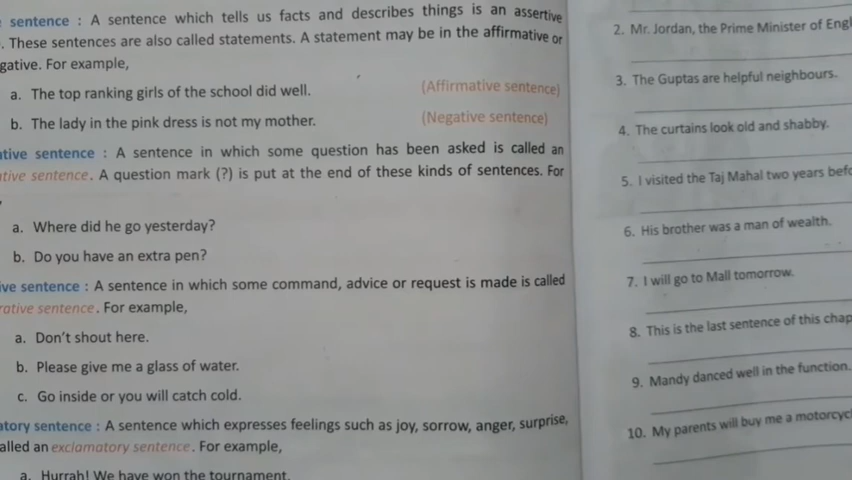 sentence : A sentence which tells us facts and describes things is an assertive
. These sentences are also called statements. A statement may be in the affirmative or
gative. For example,
a. The top ranking girls of the school did well. (Affirmative sentence)
b. The lady in the pink dress is not my mother. (Negative sentence)
ative sentence : A sentence in which some question has been asked is called an
ative sentence. A question mark (?) is put at the end of these kinds of sentences. For
,
a. Where did he go yesterday?
b. Do you have an extra pen?
ive sentence : A sentence in which some command, advice or request is made is called
rative sentence. For example,
a. Don't shout here.
b. Please give me a glass of water.
c. Go inside or you will catch cold.
atory sentence : A sentence which expresses feelings such as joy, sorrow, anger, surprise,
alled an exclamatory sentence. For example,
a. Hurrah! We have won the tournament.
2. Mr. Jordan, the Prime Minister of Engl
3. The Guptas are helpful neighbours.
4. The curtains look old and shabby.
5. I visited the Taj Mahal two years befo
6. His brother was a man of wealth.
7. I will go to Mall tomorrow.
8. This is the last sentence of this chap
9. Mandy danced well in the function.
10. My parents will buy me a motorcycl